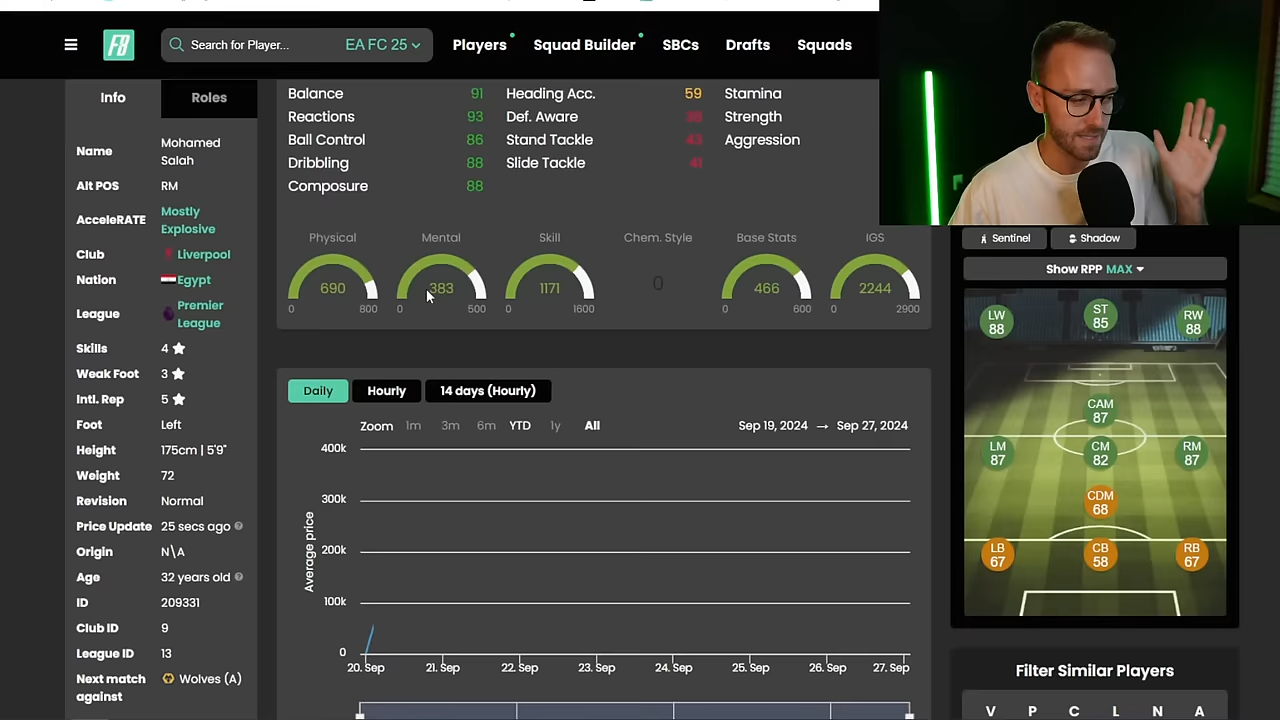 FB
Search for Player...
EA FC 25
Players
Squad Builder
SBCs
Drafts
Squads
Info
Roles
Name
Mohamed
Salah
Alt POS
RM
AcceleRATE
Mostly
Explosive
Club
Liverpool
Nation
Egypt
League
Premier
League
Skills
4
Weak Foot
3
Intl. Rep
5
Foot
Left
Height
175cm | 5'9"
Weight
72
Revision
Normal
Price Update
25 secs ago
Origin
N\A
Age
32 years old
ID
209331
Club ID
9
League ID
13
Next match
against
Wolves (A)
Balance 91
Reactions 93
Ball Control 86
Dribbling 88
Composure 88
Heading Acc. 59
Def. Aware
Stand Tackle 43
Slide Tackle 41
Stamina
Strength
Aggression
Physical
690
0 800
Mental
383
0 500
Skill
1171
0 1600
Chem. Style
0
Base Stats
466
0 600
IGS
2244
0 2900
Daily
Hourly
14 days (Hourly)
Zoom 1m 3m 6m YTD 1y All
Sep 19, 2024 → Sep 27, 2024
Average price
400k
300k
200k
100k
0
20. Sep 21. Sep 22. Sep 23. Sep 24. Sep 25. Sep 26. Sep 27. Sep
Sentinel
Shadow
Show RPP MAX
LW
88
ST
85
RW
88
CAM
87
LM
87
CM
82
RM
87
CDM
68
LB
67
CB
58
RB
67
Filter Similar Players
V P C L N A